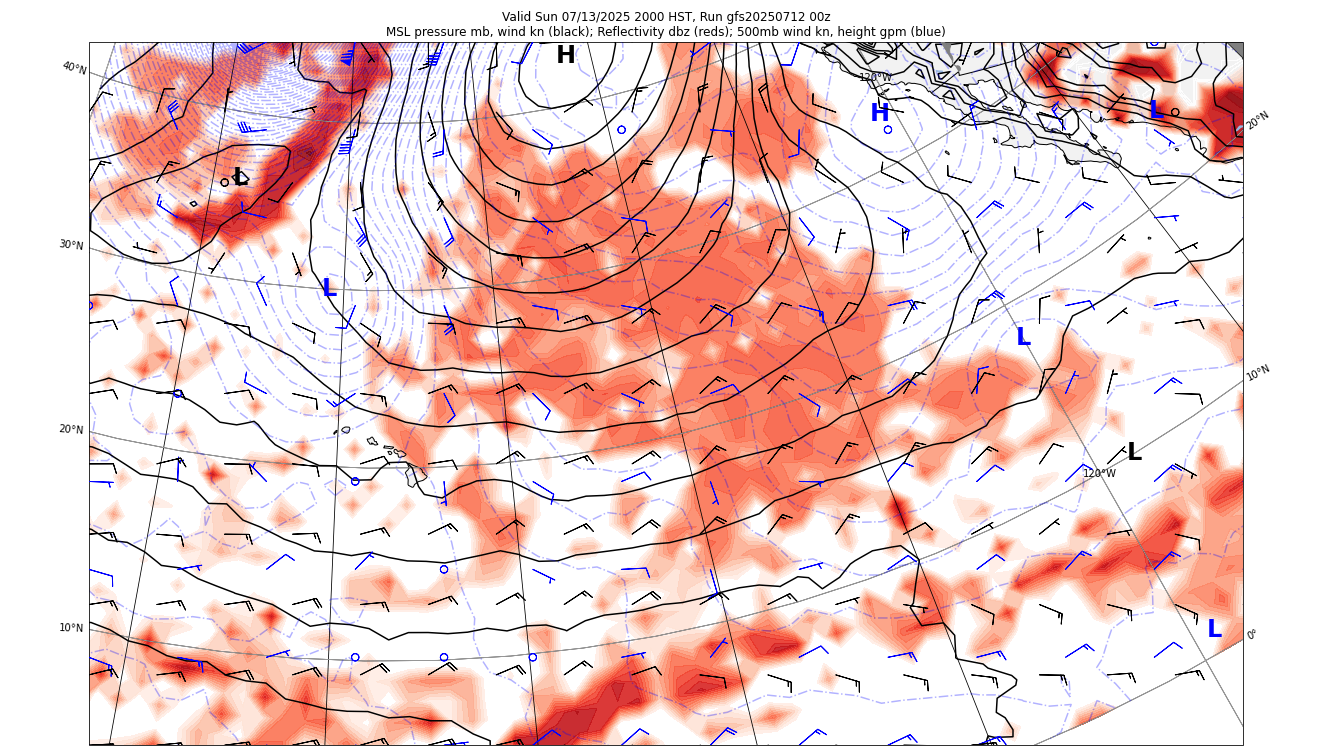 Valid Sun 07/13/2025 2000 HST, Run gfs20250712 00z
MSL pressure mb, wind kn (black); Reflectivity dbz (reds); 500mb wind kn, height gpm (blue)
H
40°N
120°W
H
L
20°N
L
30°N
L
L
10°N
20°N
L
120°W
10°N
L
0°